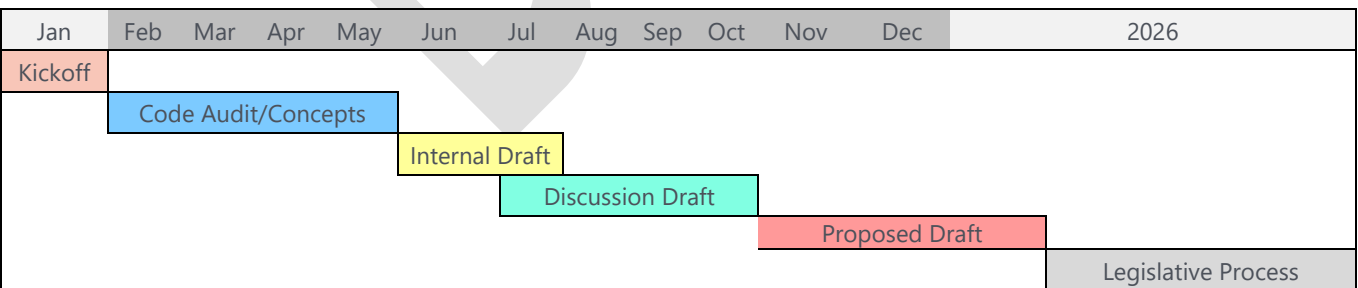 Jan Feb Mar Apr May Jun Jul Aug Sep Oct Nov Dec 2026
Kickoff
Code Audit/Concepts
Internal Draft
Discussion Draft
Proposed Draft
Legislative Process